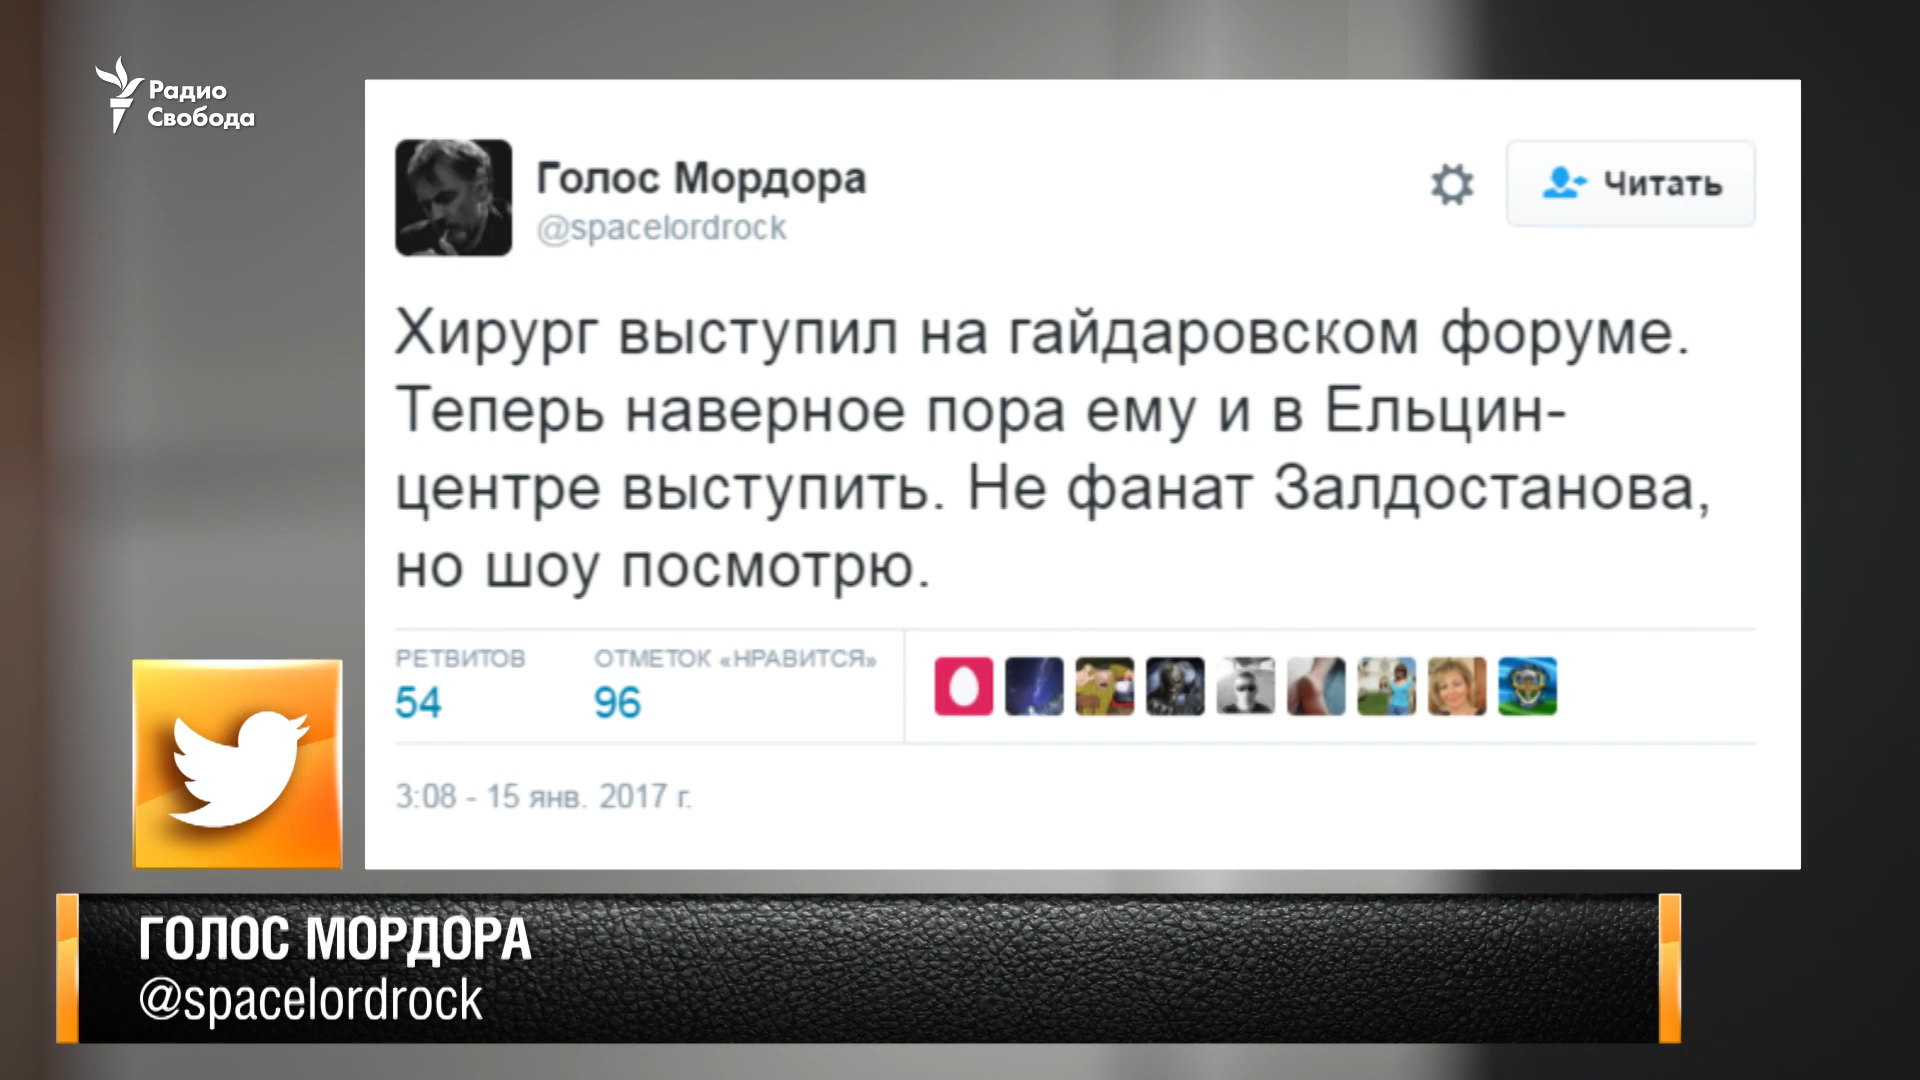 Радио
Свобода
Голос Мордора
@spacelordrock
Читать
Хирург выступил на гайдаровском форуме.
Теперь наверное пора ему и в Ельцин-
центре выступить. Не фанат Залдостанова,
но шоу посмотрю.
РЕТВИТОВ
54
ОТМЕТОК «НРАВИТСЯ»
96
3:08 - 15 янв. 2017 г.
ГОЛОС МОРДОРА
@spacelordrock